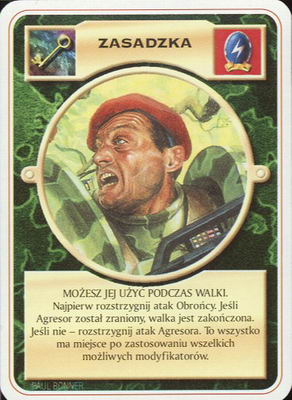 ZASADZKA
MOŻESZ JEJ UŻYĆ PODCZAS WALKI.
Najpierw rozstrzygnij atak Obrońcy. Jeśli
Agresor został zraniony, walka jest zakończona.
Jeśli nie – rozstrzygnij atak Agresora. To wszystko
ma miejsce po zastosowaniu wszelkich
możliwych modyfikatorów.
PAUL BONNER